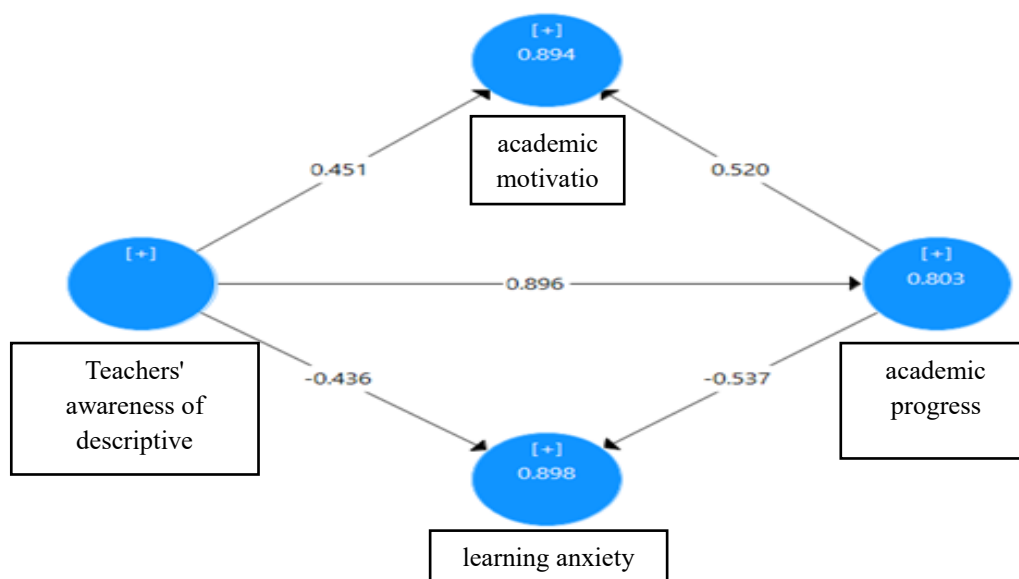 [+]
0.894
academic
motivatio
0.451
0.520
[+]
[+]
0.896
0.803
Teachers'
awareness of
descriptive
academic
progress
-0.436
-0.537
[+]
0.898
learning anxiety